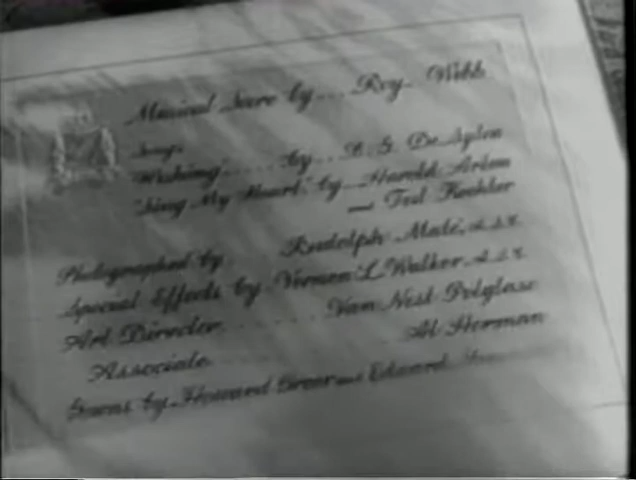 Musical Score by... Roy Webb
Songs
"Wishing".....by...B. G. DeSylva
"Sing My Heart," by...Harold Arlen
and Ted Koehler
Photographed by Rudolph Maté, A.S.C.
Special Effects by Vernon L. Walker, A.S.C.
Art Director........Van Nest Polglase
Associate........Al Herman
Gowns by Howard Greer and Edward